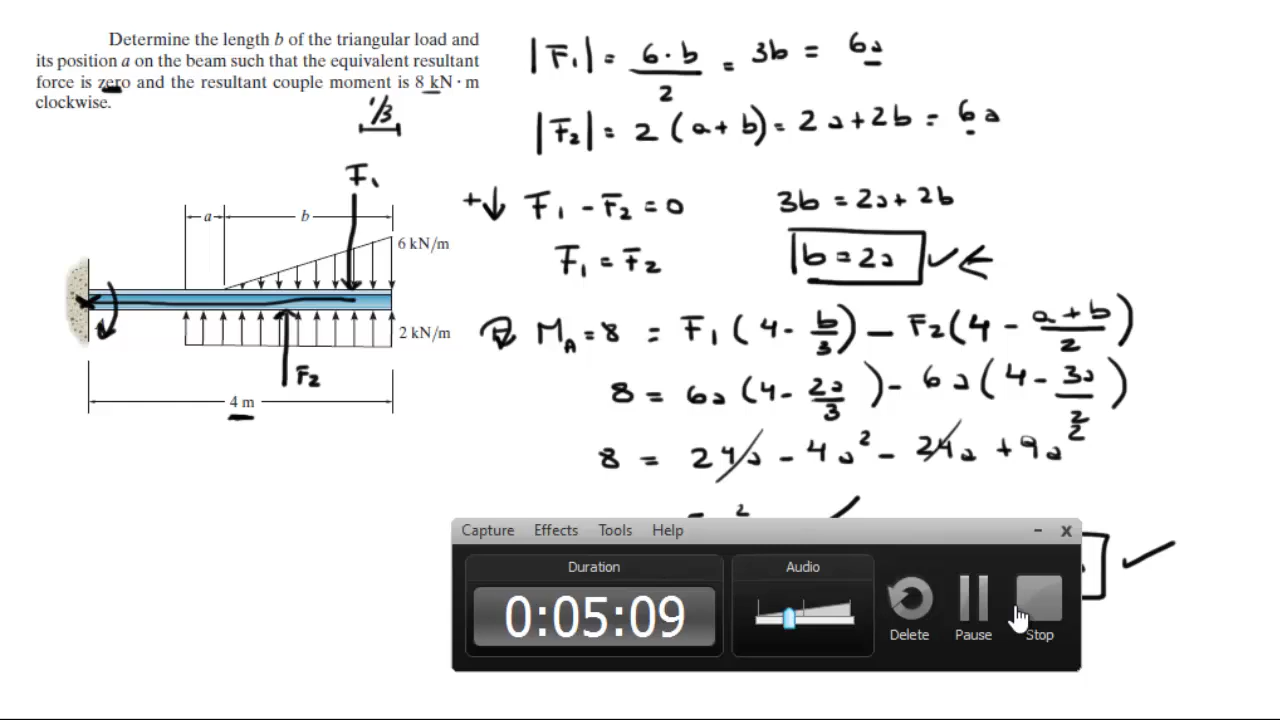 Determine the length b of the triangular load and
its position a on the beam such that the equivalent resultant
force is zero and the resultant couple moment is 8 kN · m
clockwise.
1/3
F₁
a
b
6 kN/m
2 kN/m
F₂
4 m
|F₁| = 6 · b / 2 = 3b = 6a
|F₂| = 2 (a + b) = 2a + 2b = 6a
+↓ F₁ - F₂ = 0
3b = 2a + 2b
F₁ = F₂
b = 2a ✓ ←
M_A = 8 = F₁ (4 - b/3) - F₂ (4 - (a + b)/2)
8 = 6a (4 - 2a/3) - 6a (4 - 3a/2)
8 = 24a - 4a² - 24a + 9a²
Capture Effects Tools Help
Duration
Audio
0:05:09
Delete
Pause
Stop